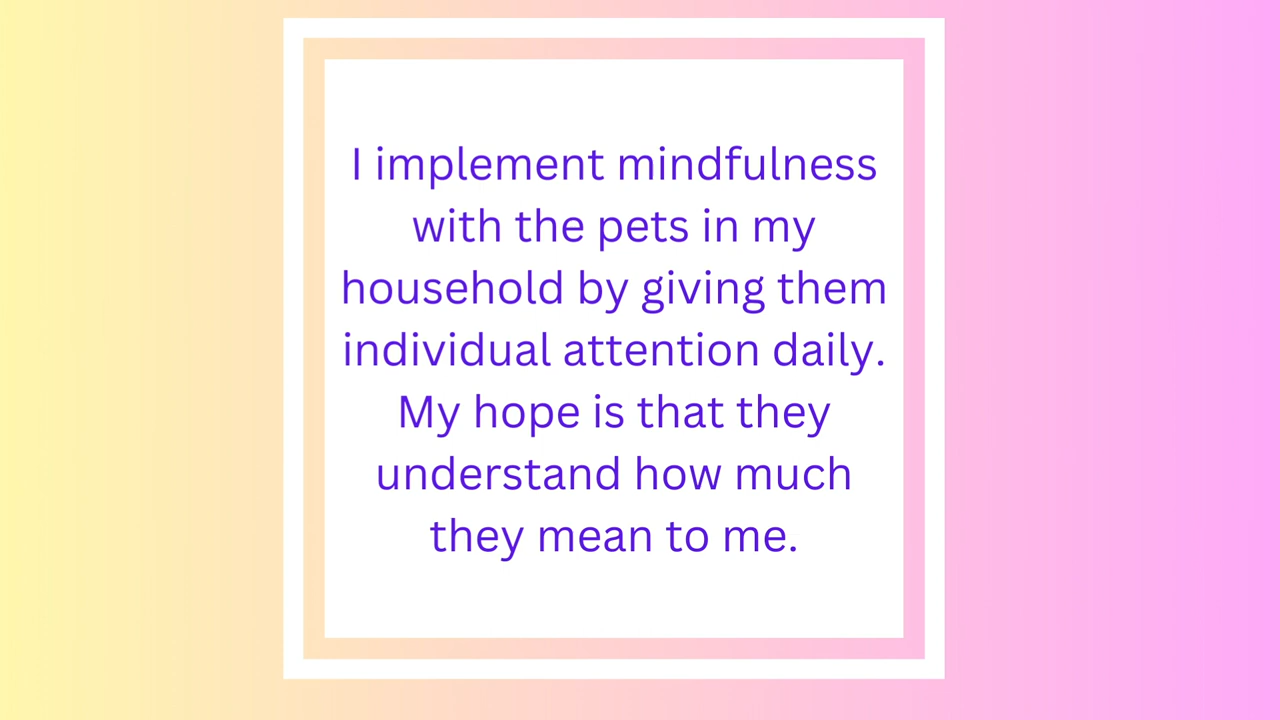 I implement mindfulness
with the pets in my
household by giving them
individual attention daily.
My hope is that they
understand how much
they mean to me.